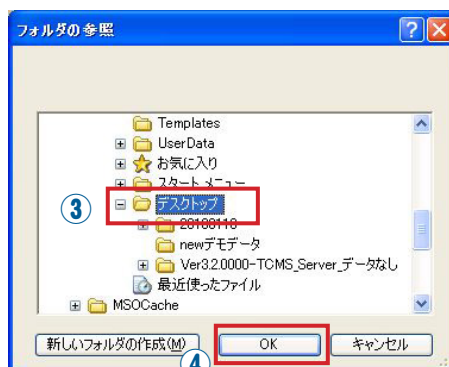 フォルダの参照
Templates
UserData
お気に入り
スタート メニュー
③ デスクトップ
20100118
newデモデータ
Ver3.2.0000-TCMS_Server_データなし
最近使ったファイル
MSOCache
新しいフォルダの作成(M) OK キャンセル
④